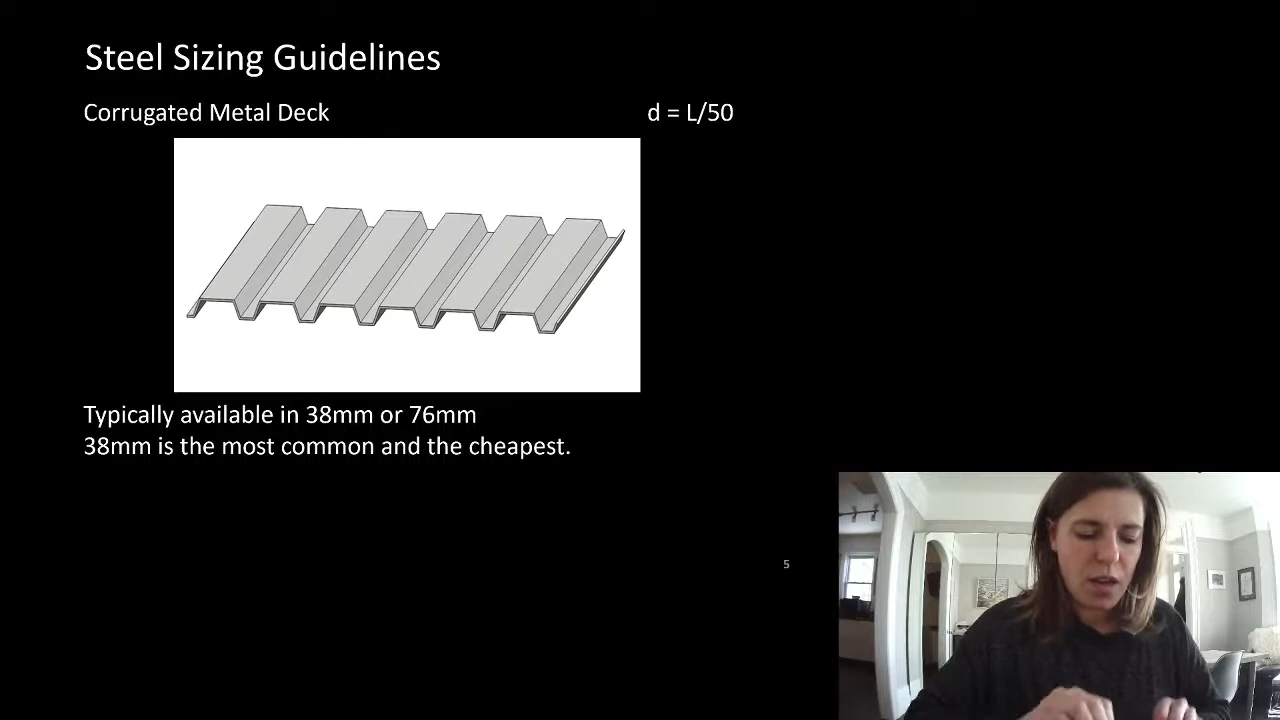 Steel Sizing Guidelines
Corrugated Metal Deck d = L/50
Typically available in 38mm or 76mm
38mm is the most common and the cheapest.
5